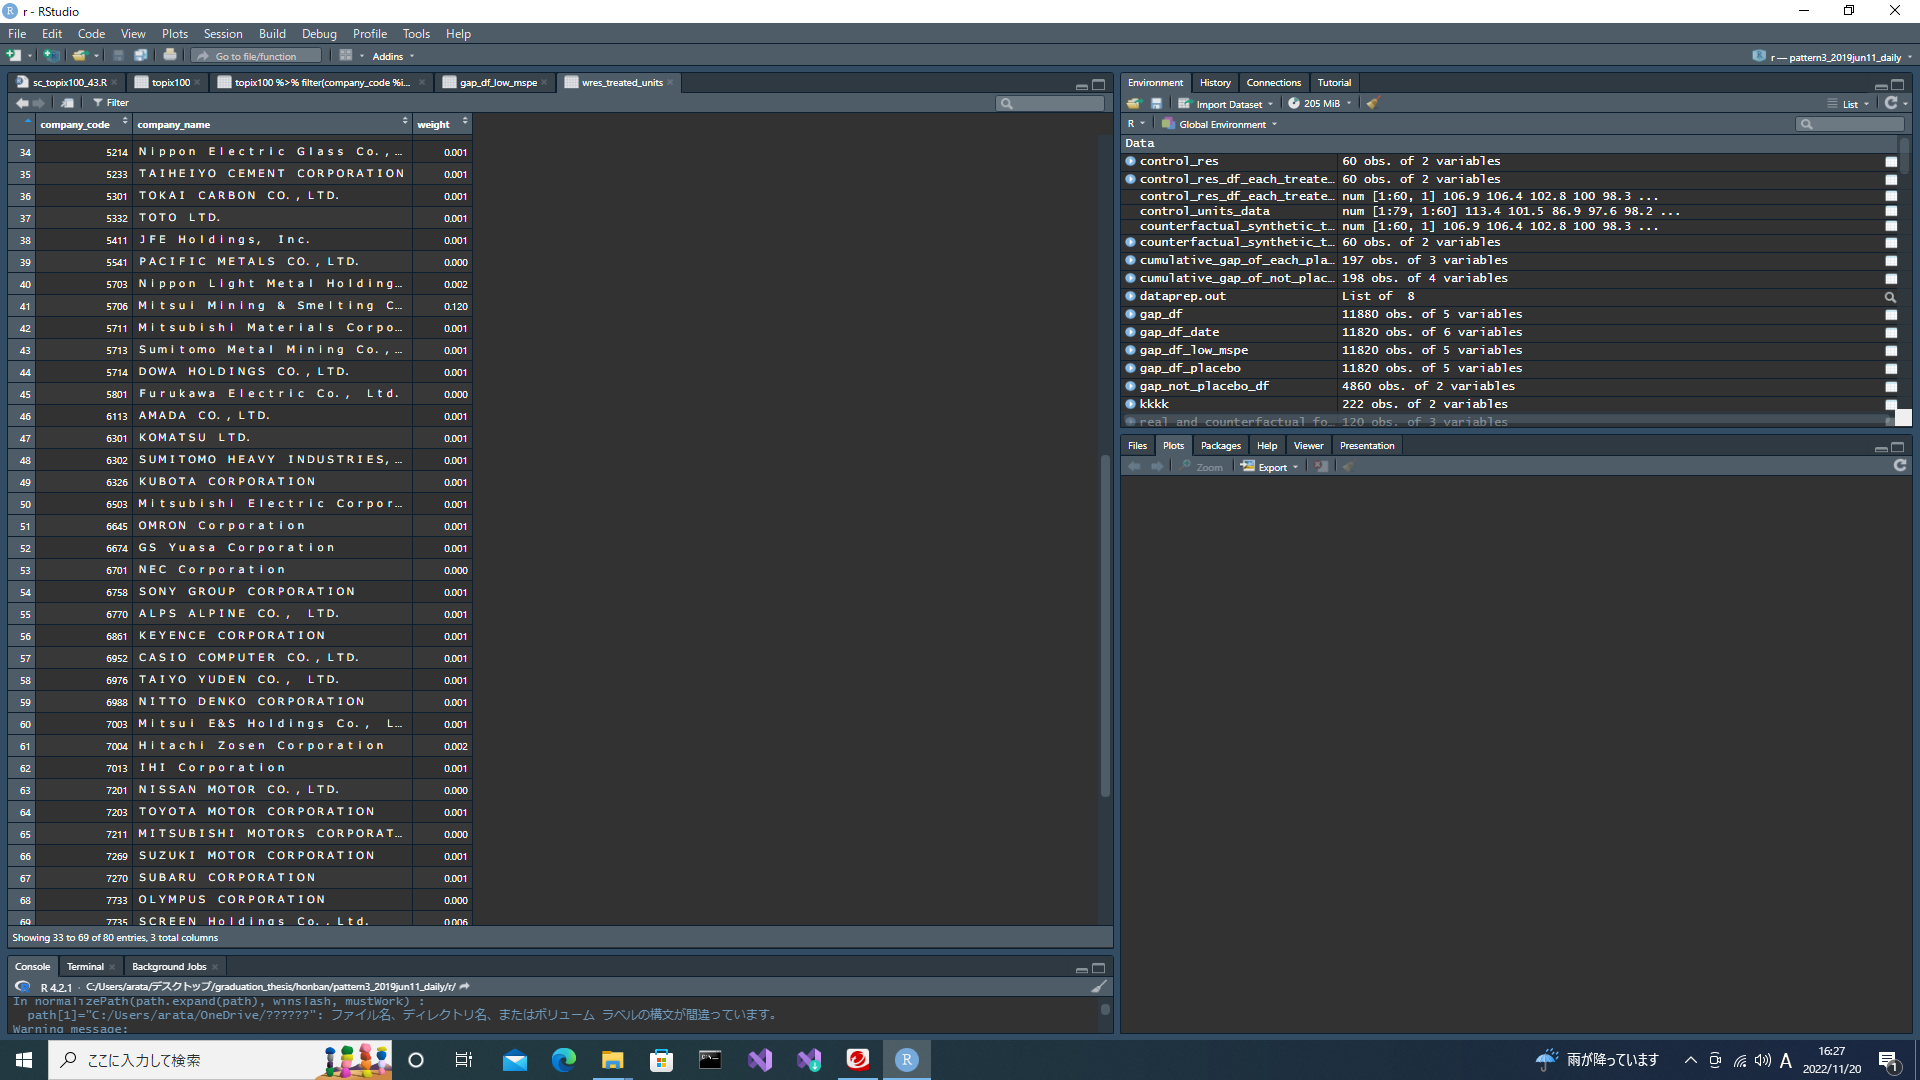 r - RStudio
File Edit Code View Plots Session Build Debug Profile Tools Help
Go to file/function Addins r — pattern3_2019jun11_daily
sc_topix100_43.R topix100 topix100 %>% filter(company_code %i... gap_df_low_mspe wres_treated_units
Filter
company_code company_name weight
34 5214 Nippon Electric Glass Co.,… 0.001
35 5233 TAIHEIYO CEMENT CORPORATION 0.001
36 5301 TOKAI CARBON CO.,LTD. 0.001
37 5332 TOTO LTD. 0.001
38 5411 JFE Holdings, Inc. 0.001
39 5541 PACIFIC METALS CO.,LTD. 0.000
40 5703 Nippon Light Metal Holding… 0.002
41 5706 Mitsui Mining & Smelting C… 0.120
42 5711 Mitsubishi Materials Corpo… 0.001
43 5713 Sumitomo Metal Mining Co.,… 0.001
44 5714 DOWA HOLDINGS CO.,LTD. 0.001
45 5801 Furukawa Electric Co., Ltd. 0.000
46 6113 AMADA CO.,LTD. 0.001
47 6301 KOMATSU LTD. 0.001
48 6302 SUMITOMO HEAVY INDUSTRIES,… 0.001
49 6326 KUBOTA CORPORATION 0.001
50 6503 Mitsubishi Electric Corpor… 0.001
51 6645 OMRON Corporation 0.001
52 6674 GS Yuasa Corporation 0.001
53 6701 NEC Corporation 0.000
54 6758 SONY GROUP CORPORATION 0.001
55 6770 ALPS ALPINE CO., LTD. 0.001
56 6861 KEYENCE CORPORATION 0.001
57 6952 CASIO COMPUTER CO.,LTD. 0.001
58 6976 TAIYO YUDEN CO., LTD. 0.001
59 6988 NITTO DENKO CORPORATION 0.001
60 7003 Mitsui E&S Holdings Co., L… 0.001
61 7004 Hitachi Zosen Corporation 0.002
62 7013 IHI Corporation 0.001
63 7201 NISSAN MOTOR CO.,LTD. 0.000
64 7203 TOYOTA MOTOR CORPORATION 0.001
65 7211 MITSUBISHI MOTORS CORPORAT… 0.000
66 7269 SUZUKI MOTOR CORPORATION 0.001
67 7270 SUBARU CORPORATION 0.001
68 7733 OLYMPUS CORPORATION 0.000
69 7735 SCREEN Holdings Co.,Ltd. 0.006
Showing 33 to 69 of 80 entries, 3 total columns
Console Terminal Background Jobs
R 4.2.1 · C:/Users/arata/デスクトップ/graduation_thesis/honban/pattern3_2019jun11_daily/r/
In normalizePath(path.expand(path), winslash, mustWork) :
path[1]="C:/Users/arata/OneDrive/??????": ファイル名、ディレクトリ名、またはボリューム ラベルの構文が間違っています。
Warning message:
Environment History Connections Tutorial
Import Dataset 205 MiB List
R Global Environment
Data
control_res 60 obs. of 2 variables
control_res_df_each_treate… 60 obs. of 2 variables
control_res_df_each_treate… num [1:60, 1] 106.9 106.4 102.8 100 98.3 ...
control_units_data num [1:79, 1:60] 113.4 101.5 86.9 97.6 98.2 ...
counterfactual_synthetic_t… num [1:60, 1] 106.9 106.4 102.8 100 98.3 ...
counterfactual_synthetic_t… 60 obs. of 2 variables
cumulative_gap_of_each_pla… 197 obs. of 3 variables
cumulative_gap_of_not_plac… 198 obs. of 4 variables
dataprep.out List of 8
gap_df 11880 obs. of 5 variables
gap_df_date 11820 obs. of 6 variables
gap_df_low_mspe 11820 obs. of 5 variables
gap_df_placebo 11820 obs. of 5 variables
gap_not_placebo_df 4860 obs. of 2 variables
kkkk 222 obs. of 2 variables
real_and_counterfactual_fo… 120 obs. of 3 variables
Files Plots Packages Help Viewer Presentation
Zoom Export
ここに入力して検索
雨が降っています A 16:27
2022/11/20
1